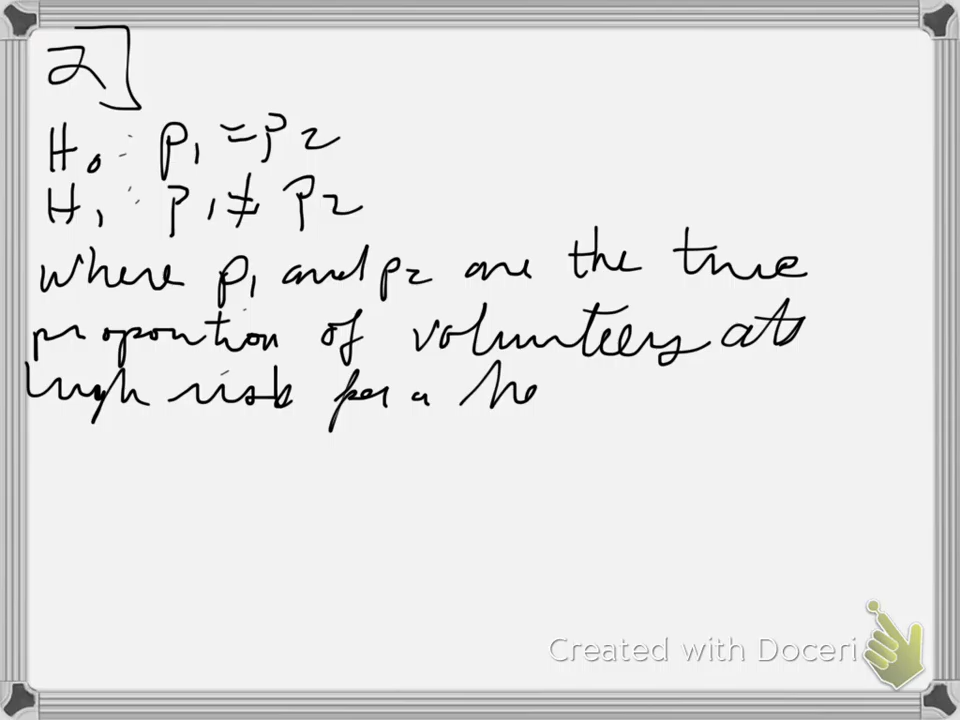 2]
H₀: p₁ = p₂
H₁: p₁ ≠ p₂
where p₁ and p₂ are the true
proportion of volunteers at
high risk for a he
Created with Doceri